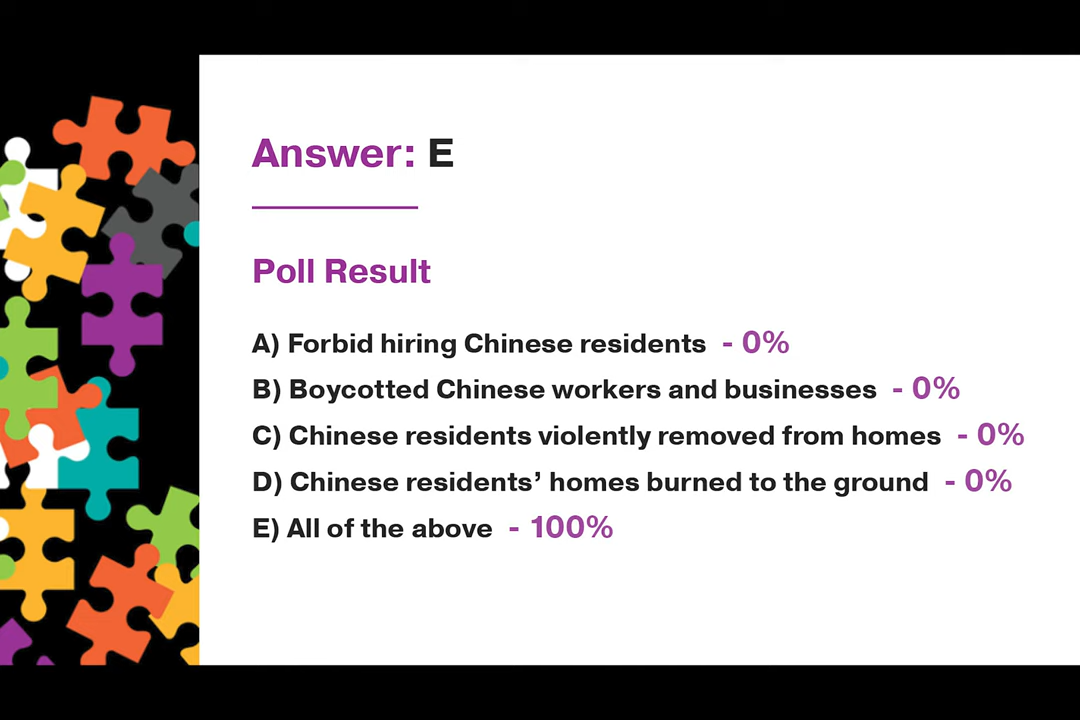 Answer: E
Poll Result
A) Forbid hiring Chinese residents - 0%
B) Boycotted Chinese workers and businesses - 0%
C) Chinese residents violently removed from homes - 0%
D) Chinese residents’ homes burned to the ground - 0%
E) All of the above - 100%